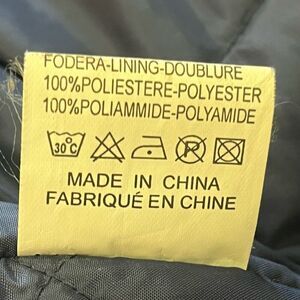 FODERA-LINING-DOUBLURE
100%POLIESTERE-POLYESTER
100%POLIAMMIDE-POLYAMIDE
30°C P
MADE IN CHINA
FABRIQUÉ EN CHINE